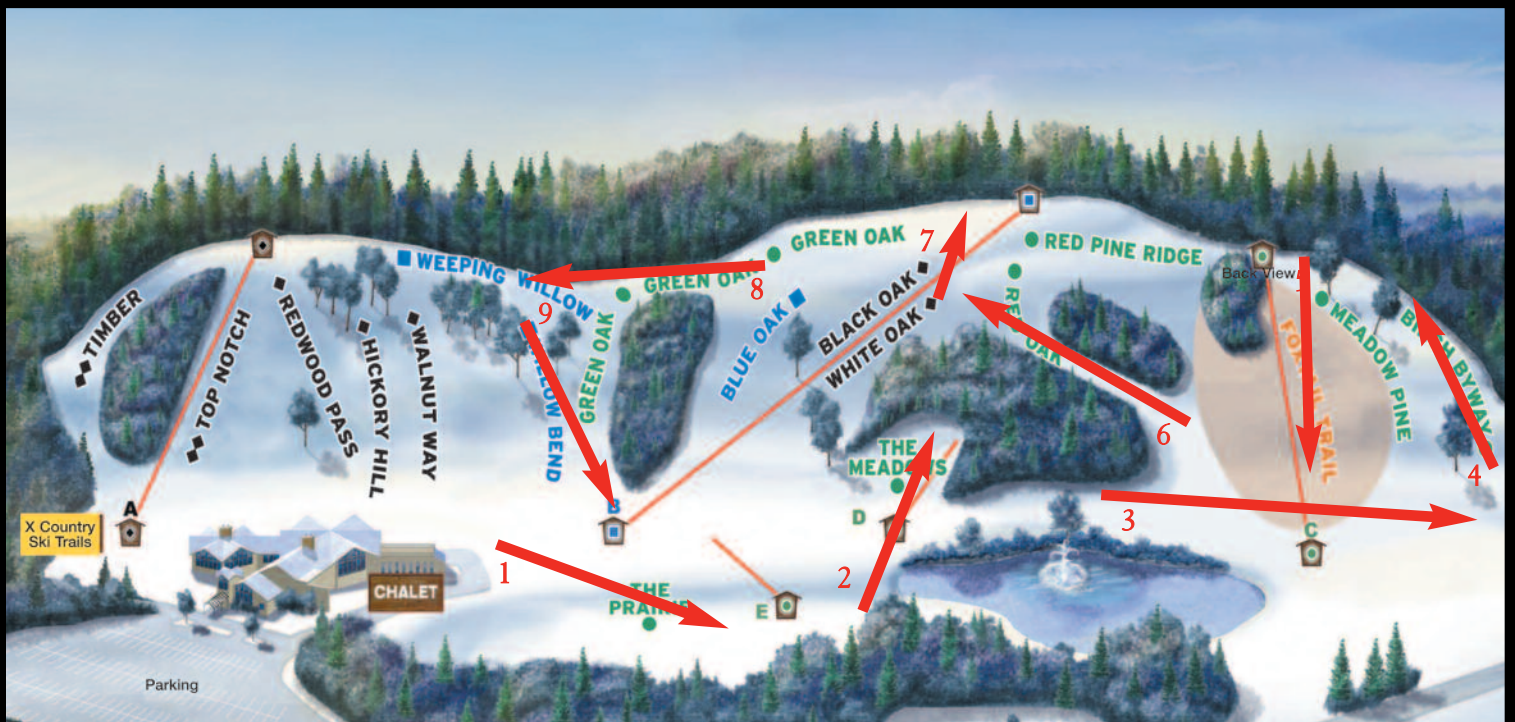 GREEN OAK
7
RED PINE RIDGE
WEEPING WILLOW
GREEN OAK
8
Back View
MEADOW PINE
TIMBER
TOP NOTCH
REDWOOD PASS
HICKORY HILL
WALNUT WAY
9
GREEN OAK
BLUE OAK
BLACK OAK
WHITE OAK
6
4
THE
MEADOWS
A
X Country
Ski Trails
B
D
3
C
1
CHALET
2
THE
PRAIRIE
E
Parking